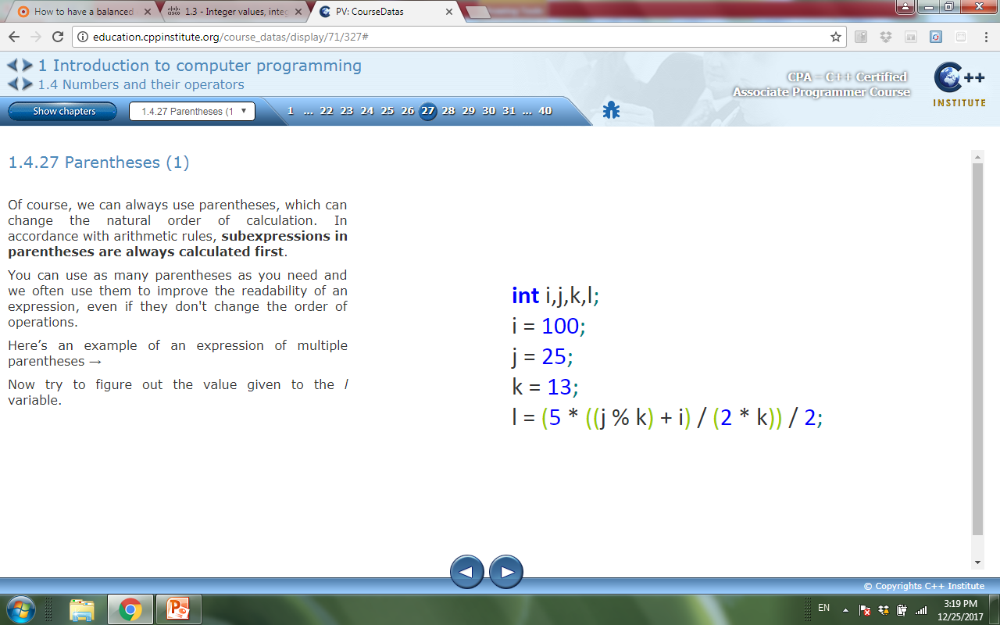 How to have a balanced
1.3 - Integer values, integ
PV: CourseDatas
education.cppinstitute.org/course_datas/display/71/327#
1 Introduction to computer programming
1.4 Numbers and their operators
CPA – C++ Certified
Associate Programmer Course
C++
INSTITUTE
Show chapters
1.4.27 Parentheses (1
1 ... 22 23 24 25 26 27 28 29 30 31 ... 40
1.4.27 Parentheses (1)
Of course, we can always use parentheses, which can
change the natural order of calculation. In
accordance with arithmetic rules, subexpressions in
parentheses are always calculated first.
You can use as many parentheses as you need and
we often use them to improve the readability of an
expression, even if they don't change the order of
operations.
Here’s an example of an expression of multiple
parentheses →
Now try to figure out the value given to the l
variable.
int i,j,k,l;
i = 100;
j = 25;
k = 13;
l = (5 * ((j % k) + i) / (2 * k)) / 2;
© Copyrights C++ Institute
EN
3:19 PM
12/25/2017